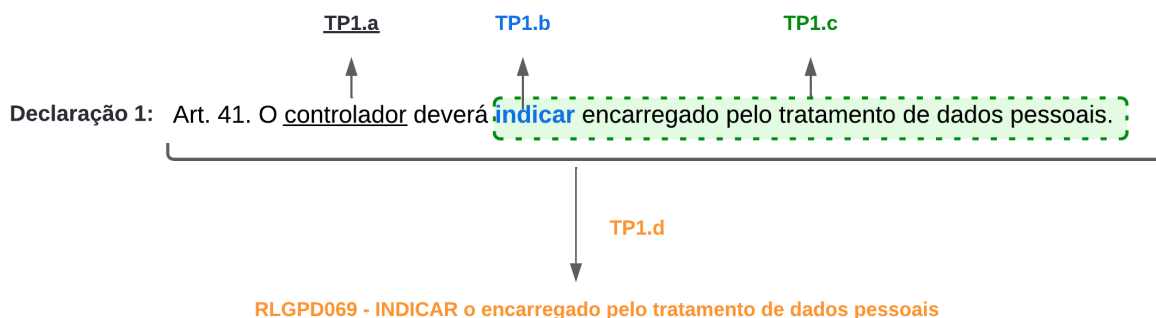 TP1.a TP1.b TP1.c
Declaração 1: Art. 41. O controlador deverá indicar encarregado pelo tratamento de dados pessoais.
TP1.d
RLGPD069 - INDICAR o encarregado pelo tratamento de dados pessoais